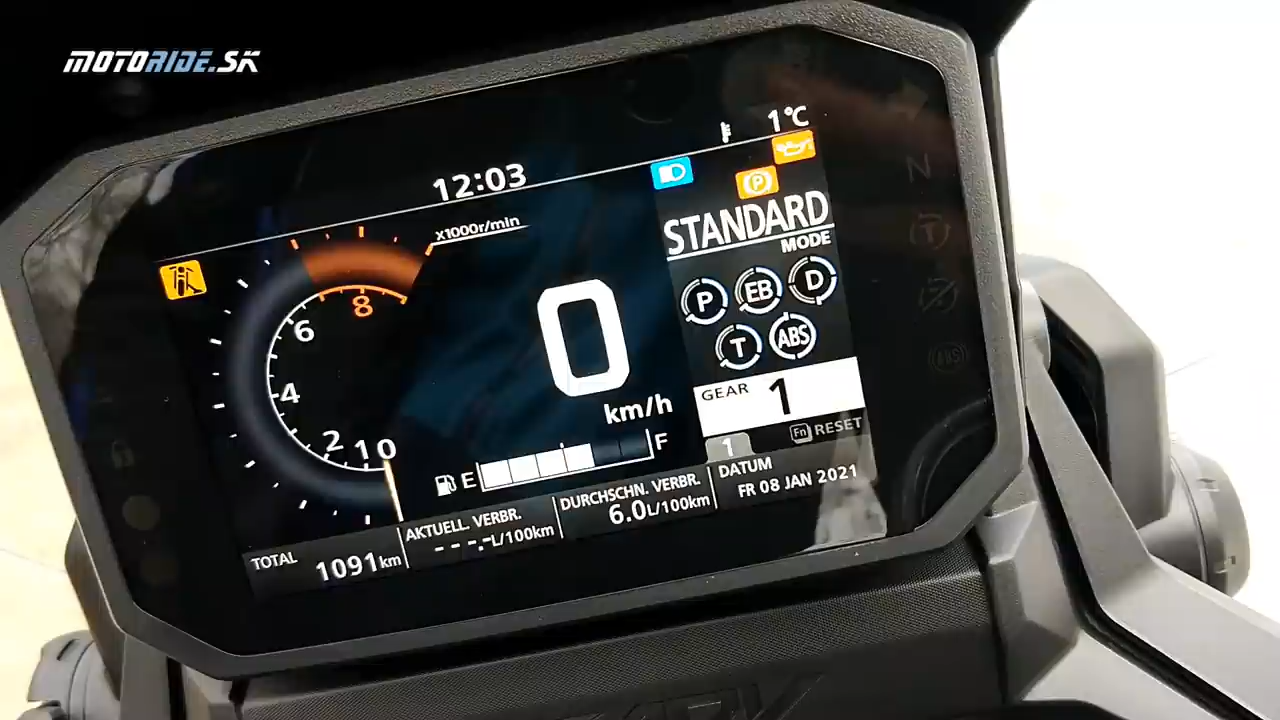 MOTORIDE.SK
1°C
12:03
x1000r/min
P
STANDARD
MODE
N
T
P EB D
T ABS
8
6
4
2
1 0
0
km/h
GEAR 1
1
Fn RESET
E F
AKTUELL. VERBR.
---.-L/100km
DURCHSCHN. VERBR.
6.0L/100km
DATUM
FR 08 JAN 2021
TOTAL
1091km
ABS